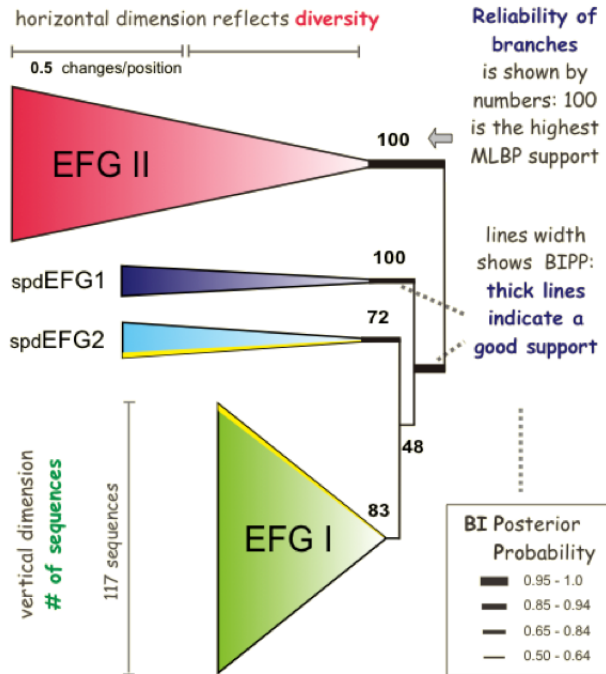 horizontal dimension reflects diversity
0.5 changes/position
Reliability of
branches
is shown by
numbers: 100
is the highest
MLBP support
100
EFG II
lines width
shows BIPP:
thick lines
indicate a
good support
100
spdEFG1
72
spdEFG2
48
vertical dimension
# of sequences
117 sequences
83
EFG I
BI Posterior
Probability
0.95 - 1.0
0.85 - 0.94
0.65 - 0.84
0.50 - 0.64